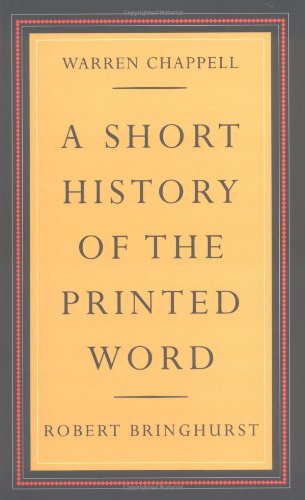 WARREN CHAPPELL
A SHORT
HISTORY
OF THE
PRINTED
WORD
ROBERT BRINGHURST